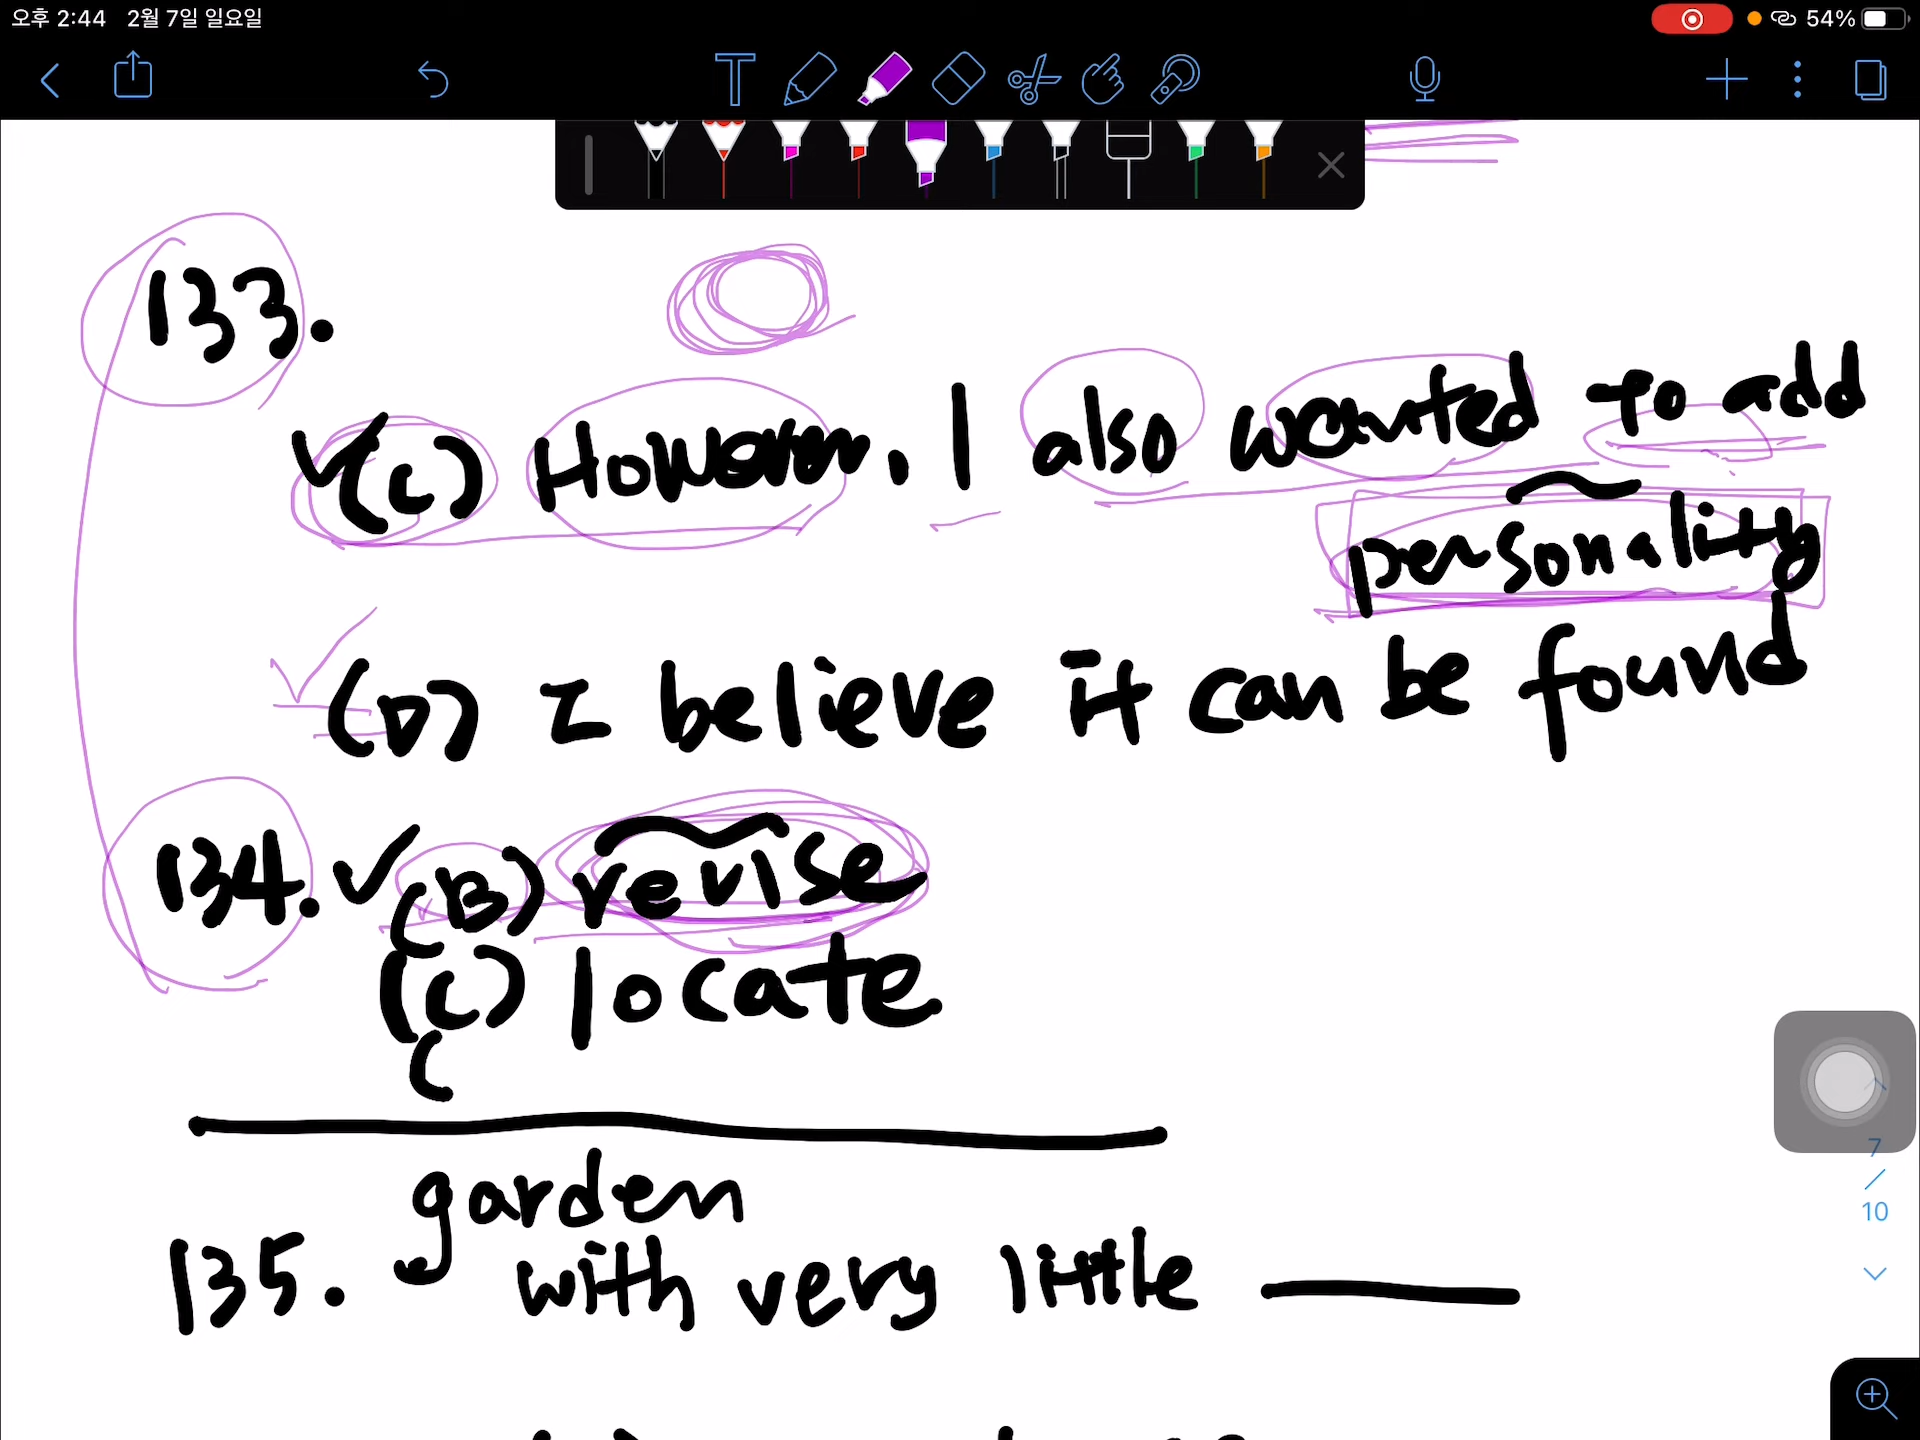 오후 2:44 2월 7일 일요일
54%
133.
(C) However, I also wanted to add
personality
(D) I believe it can be found
134. (B) revise
(C) locate
(
garden
135. with very little
7
/
10